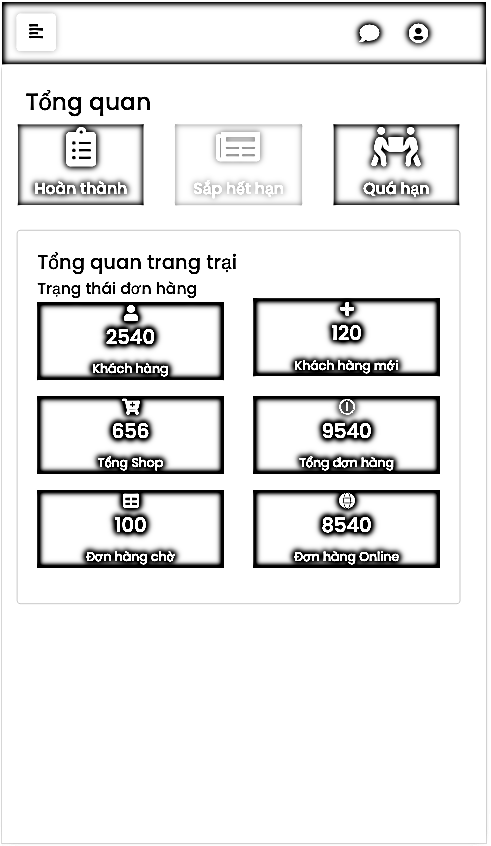 Tổng quan
Hoàn thành
Sắp hết hạn
Quá hạn
Tổng quan trang trại
Trạng thái đơn hàng
2540
Khách hàng
120
Khách hàng mới
656
Tổng Shop
9540
Tổng đơn hàng
100
Đơn hàng chờ
8540
Đơn hàng Online